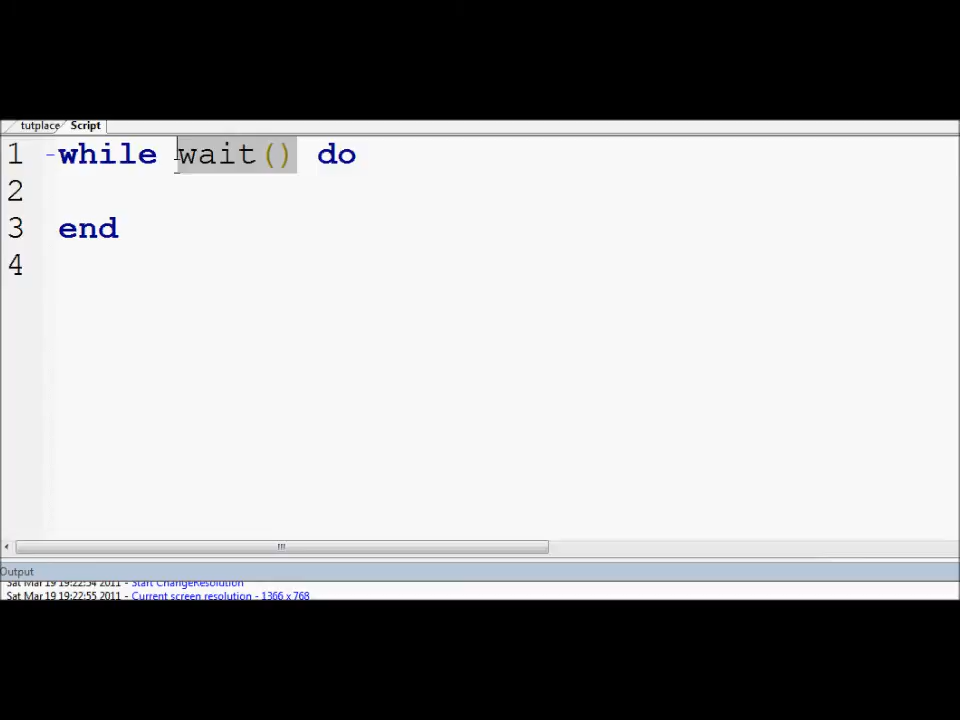 tutplace Script
1 -while wait() do
2
3 end
4
Output
Sat Mar 19 19:22:54 2011 - Start ChangeResolution
Sat Mar 19 19:22:55 2011 - Current screen resolution - 1366 x 768